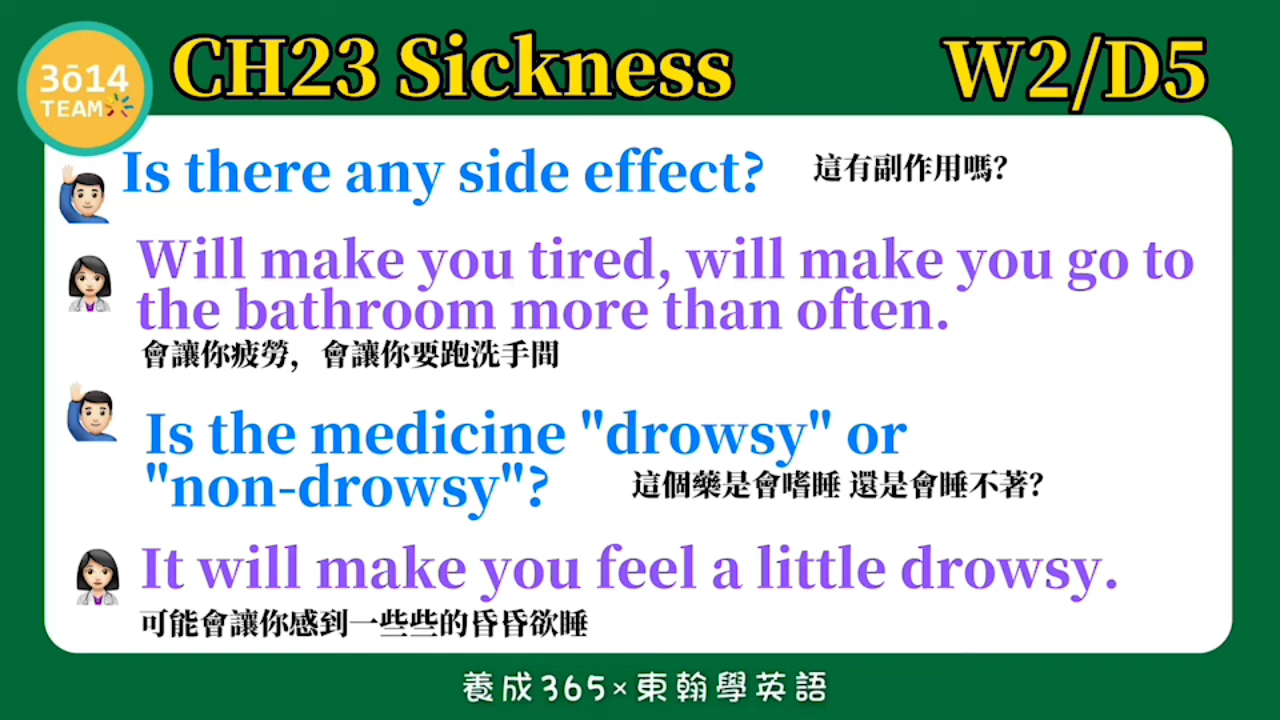 3ō14
TEAM
CH23 Sickness
W2/D5
Is there any side effect?
這有副作用嗎？
Will make you tired, will make you go to
the bathroom more than often.
會讓你疲勞，會讓你要跑洗手間
Is the medicine "drowsy" or
"non-drowsy"?
這個藥是會嗜睡 還是會睡不著？
It will make you feel a little drowsy.
可能會讓你感到一些些的昏昏欲睡
養成365×東翰學英語